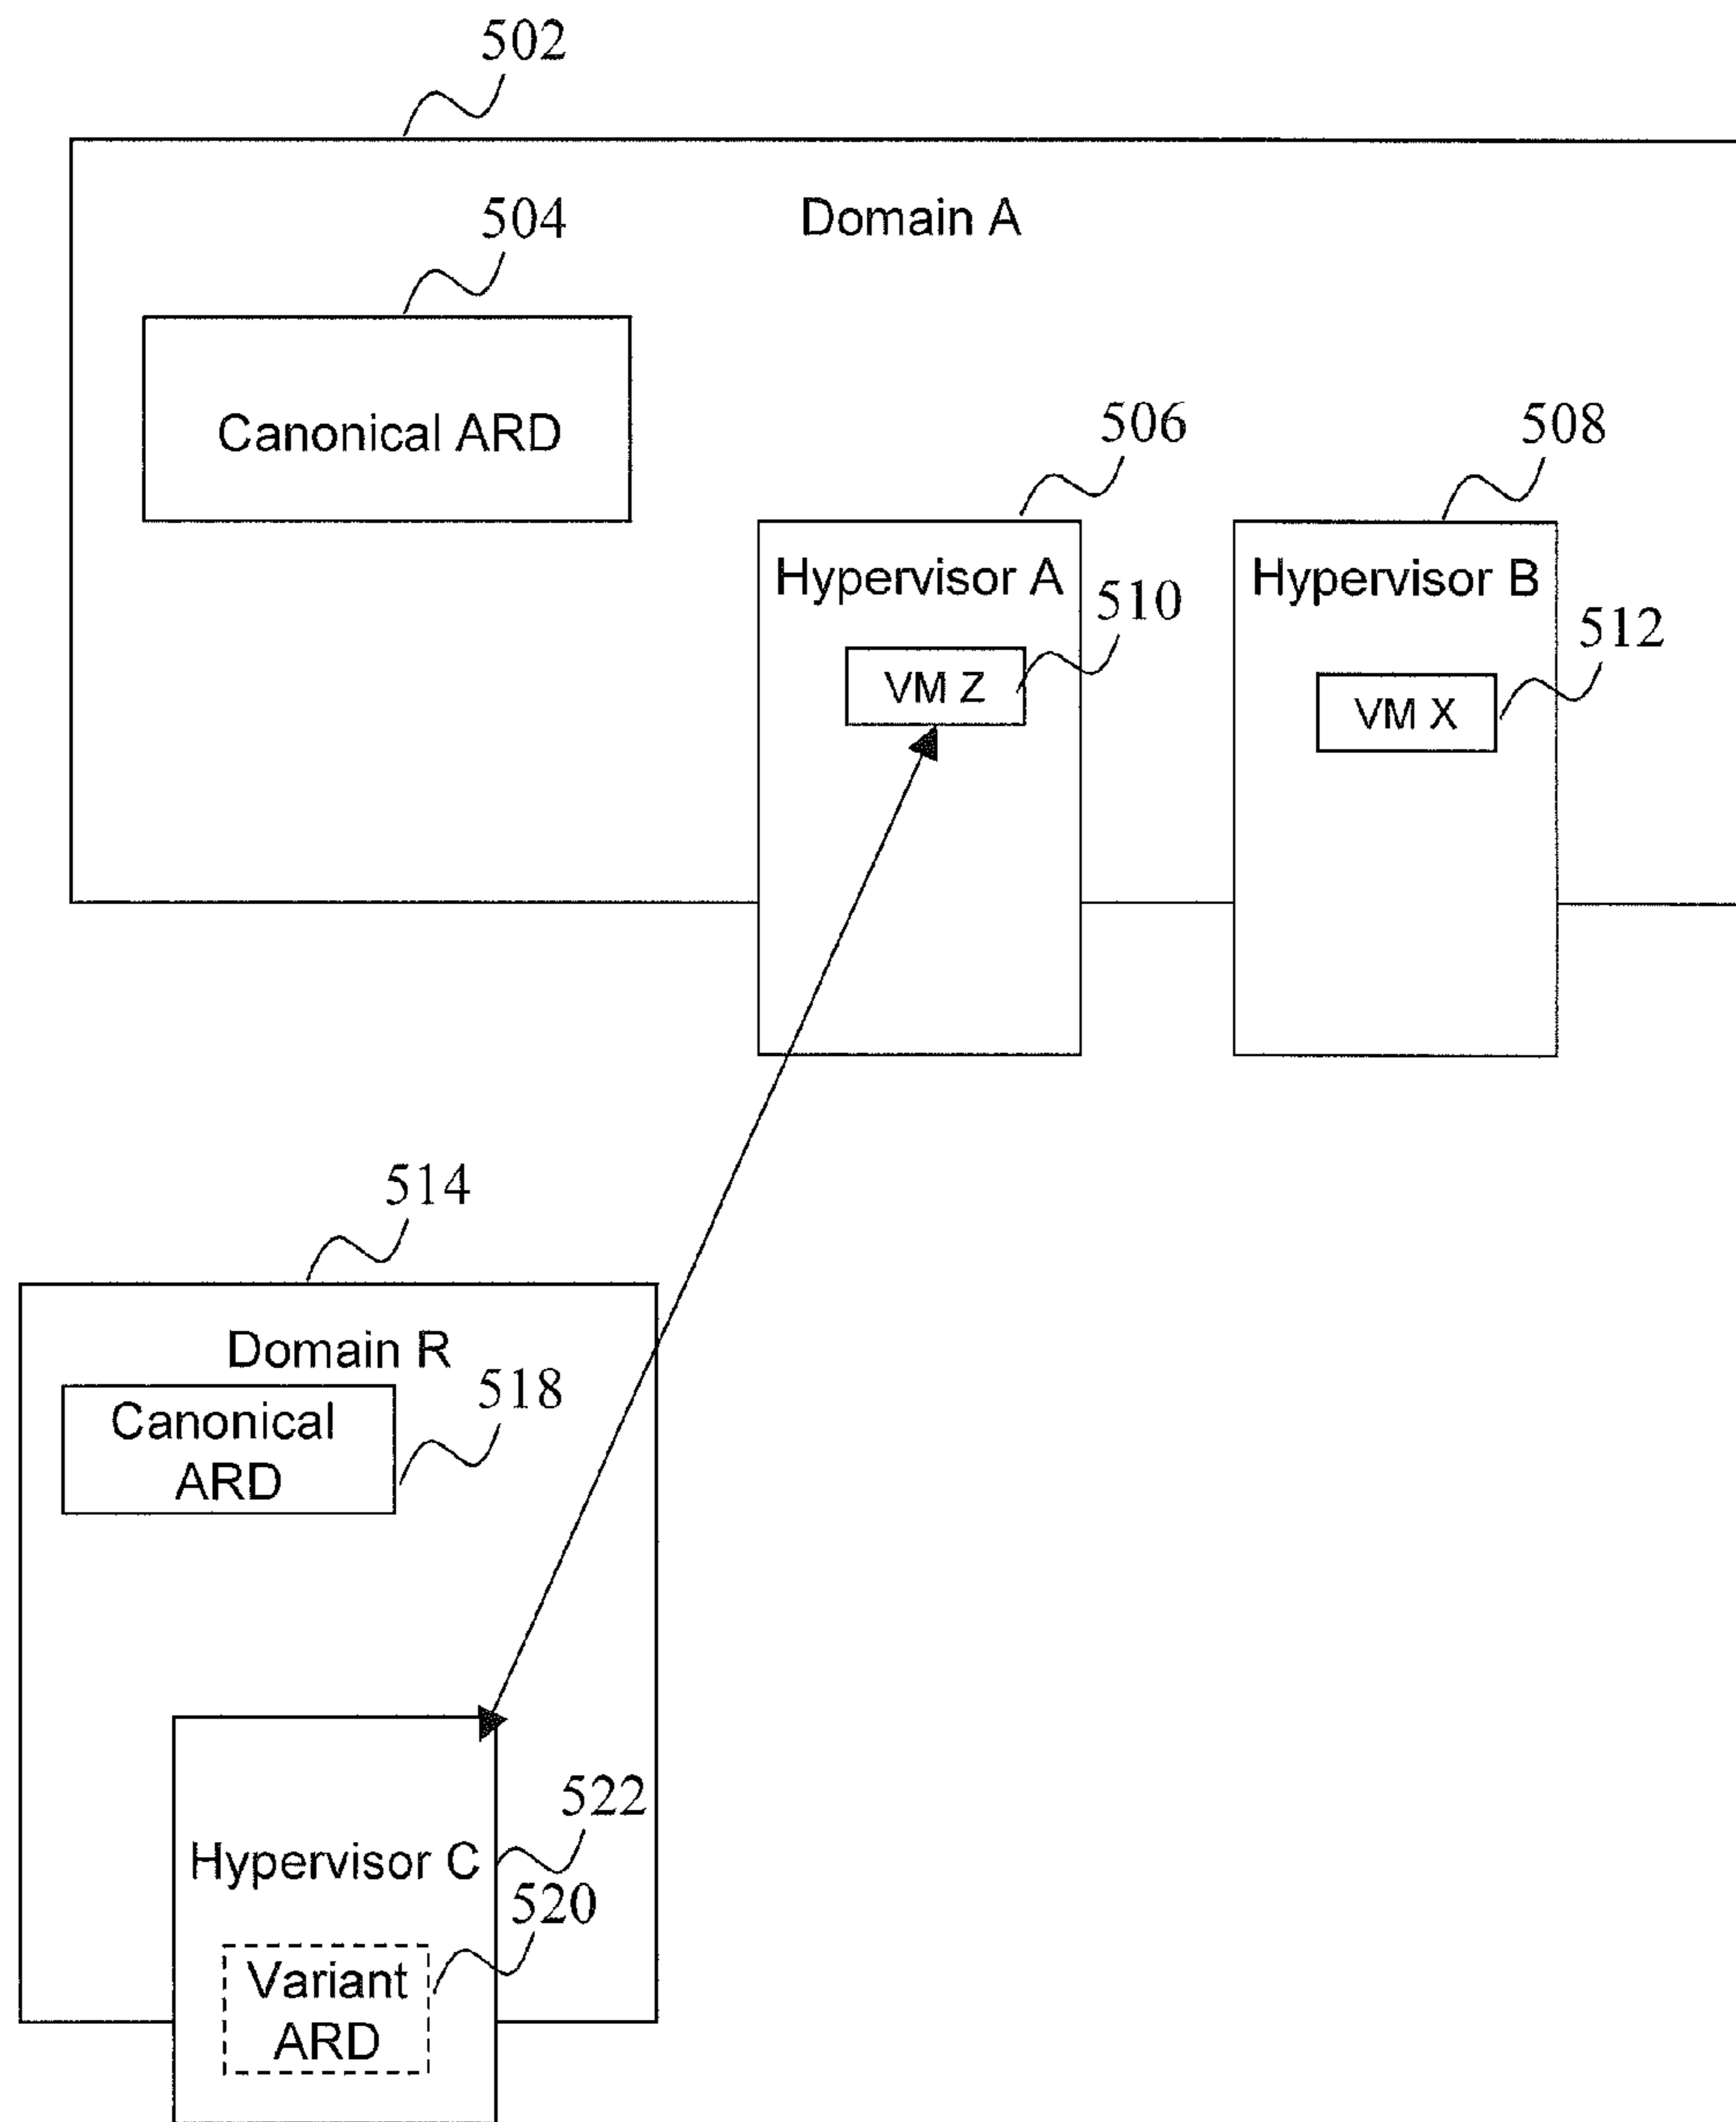 502
504
Domain A
Canonical ARD
506
508
Hypervisor A
Hypervisor B
510
512
VM Z
VM X
514
Domain R
518
Canonical
ARD
522
Hypervisor C
520
Variant
ARD